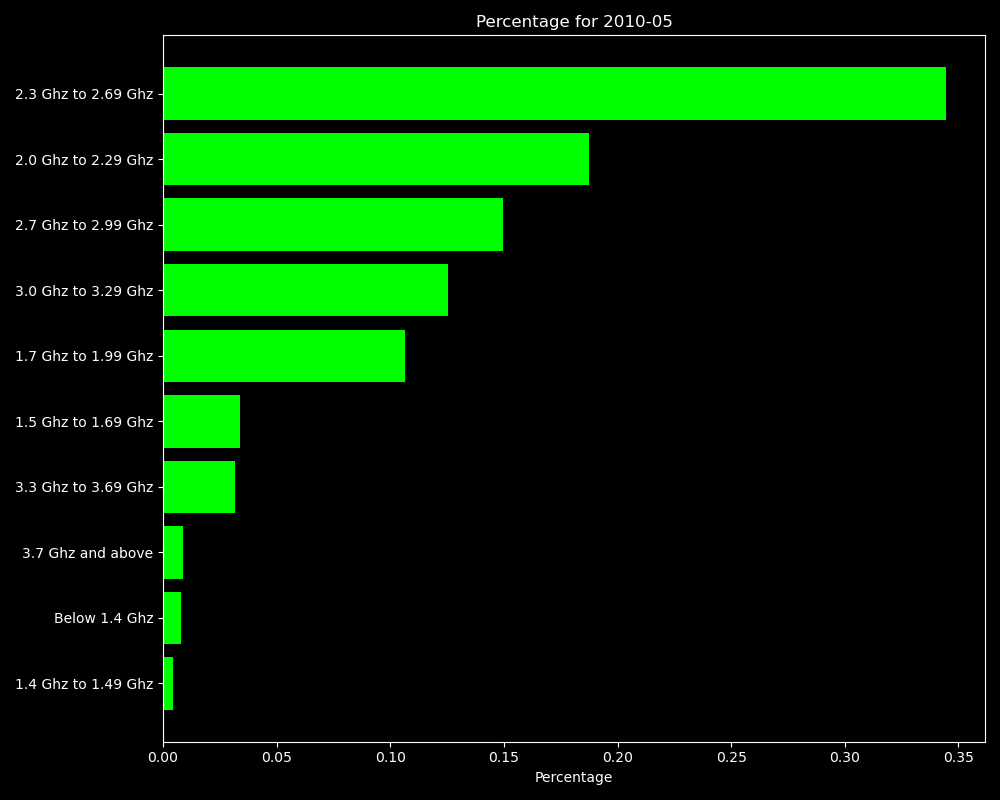 Percentage for 2010-05
2.3 Ghz to 2.69 Ghz
2.0 Ghz to 2.29 Ghz
2.7 Ghz to 2.99 Ghz
3.0 Ghz to 3.29 Ghz
1.7 Ghz to 1.99 Ghz
1.5 Ghz to 1.69 Ghz
3.3 Ghz to 3.69 Ghz
3.7 Ghz and above
Below 1.4 Ghz
1.4 Ghz to 1.49 Ghz
0.00 0.05 0.10 0.15 0.20 0.25 0.30 0.35
Percentage